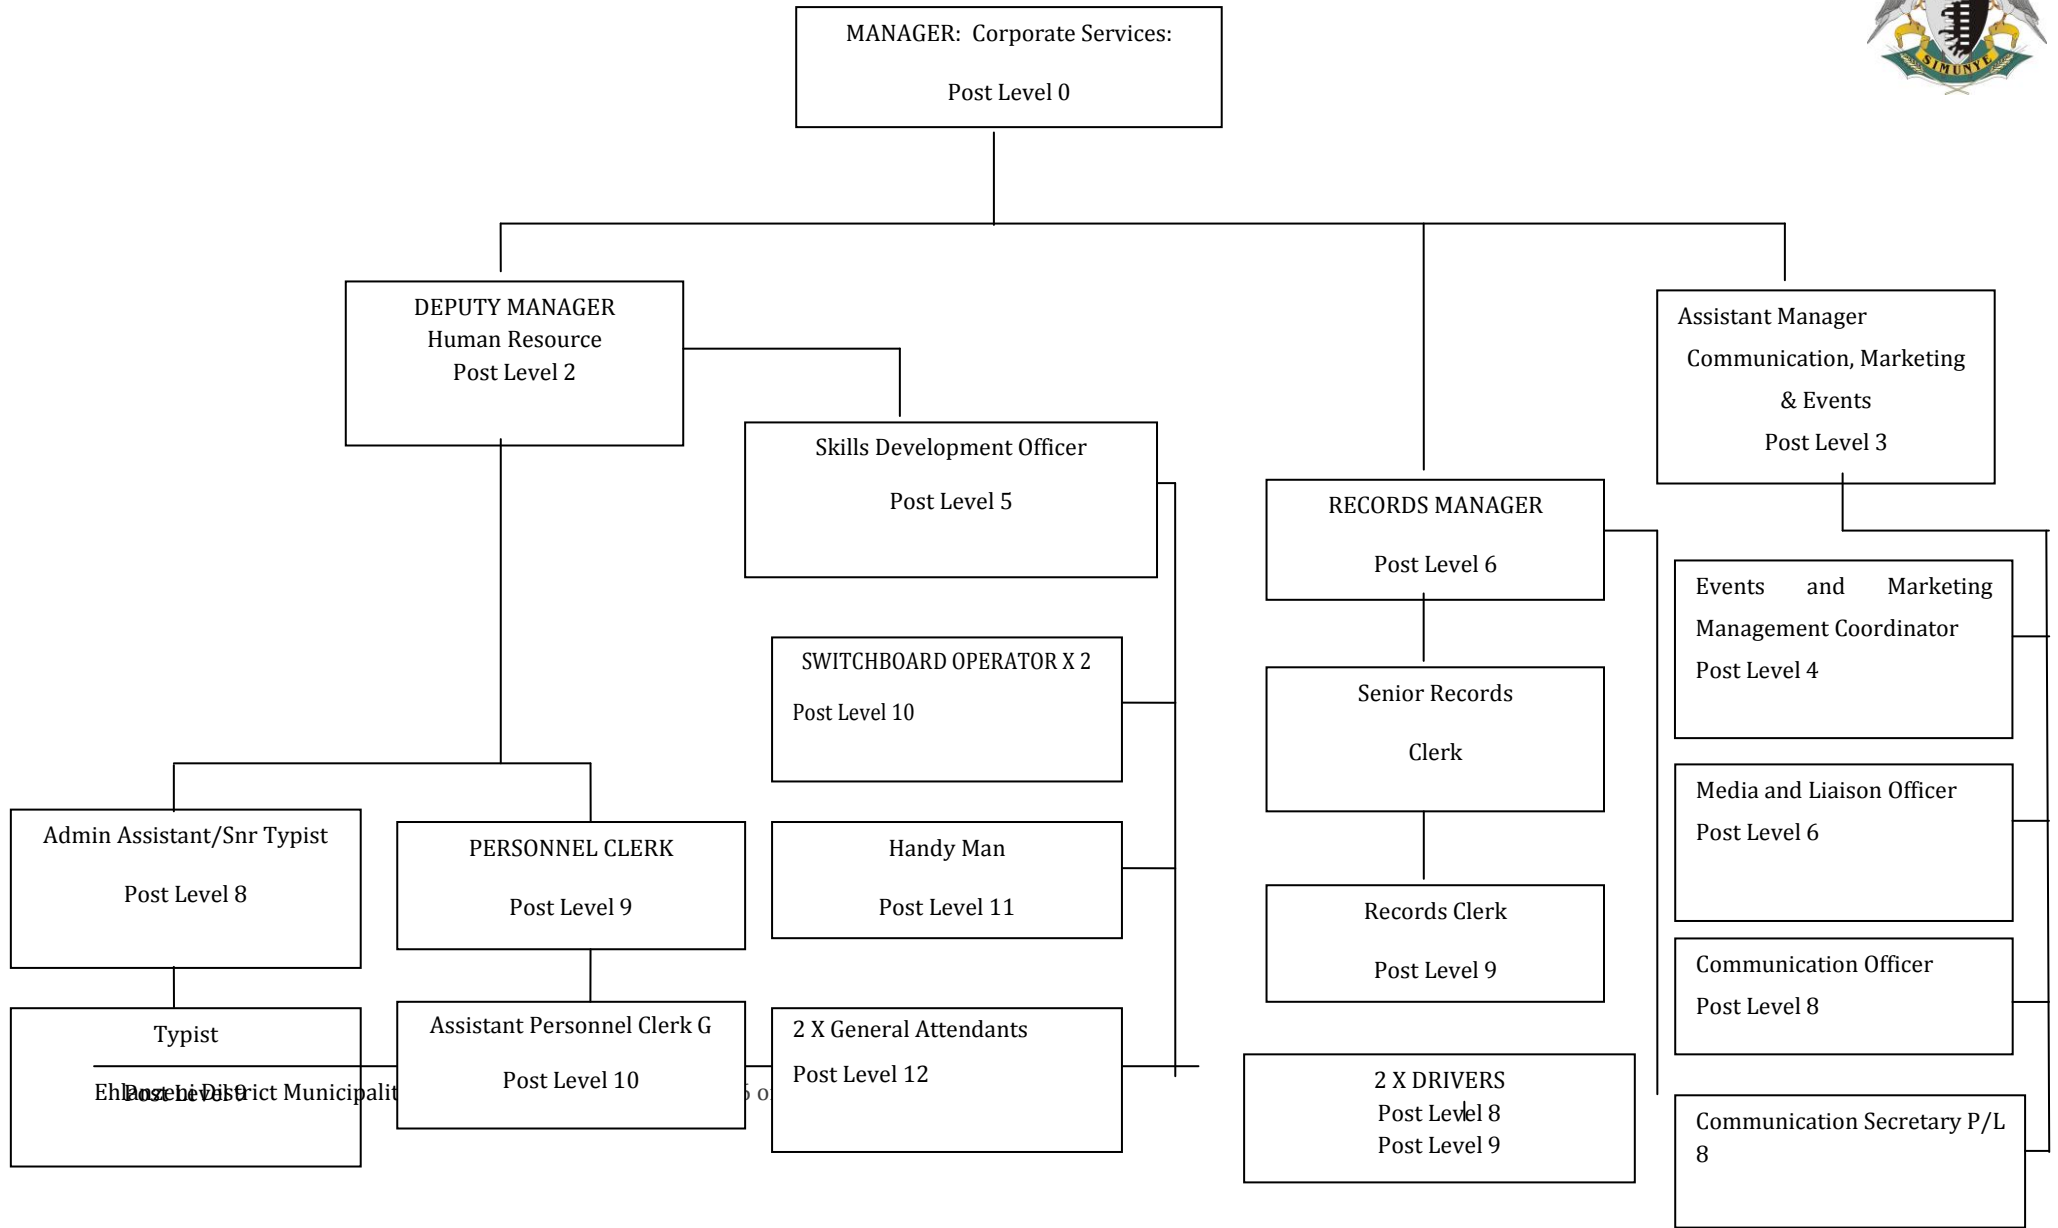 MANAGER: Corporate Services:
Post Level 0
SIMUNYE
DEPUTY MANAGER
Human Resource
Post Level 2
Skills Development Officer
Post Level 5
SWITCHBOARD OPERATOR X 2
Post Level 10
Handy Man
Post Level 11
2 X General Attendants
Post Level 12
Admin Assistant/Snr Typist
Post Level 8
Typist
Post Level 9
PERSONNEL CLERK
Post Level 9
Assistant Personnel Clerk G
Post Level 10
RECORDS MANAGER
Post Level 6
Senior Records
Clerk
Records Clerk
Post Level 9
2 X DRIVERS
Post Level 8
Post Level 9
Assistant Manager
Communication, Marketing
& Events
Post Level 3
Events and Marketing
Management Coordinator
Post Level 4
Media and Liaison Officer
Post Level 6
Communication Officer
Post Level 8
Communication Secretary P/L
8
Ehlanzeni District Municipalit